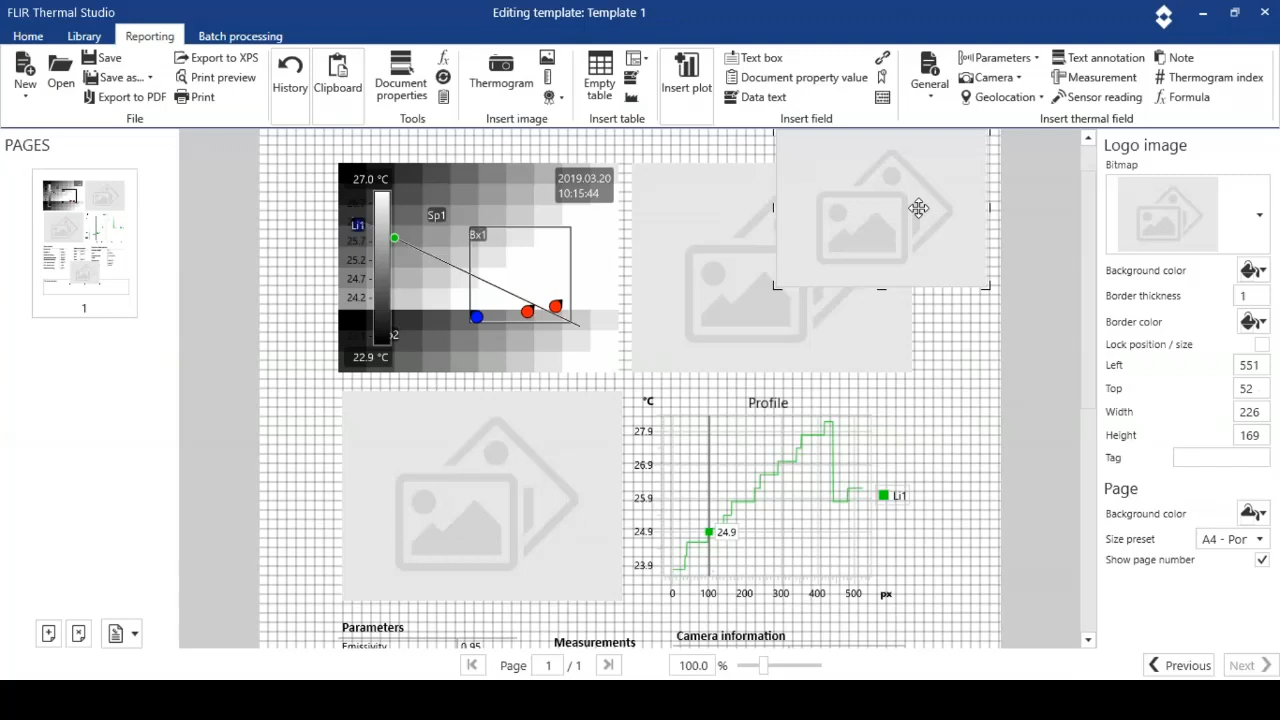 FLIR Thermal Studio
Editing template: Template 1
Home
Library
Reporting
Batch processing
New
Open
Save
Save as...
Export to PDF
Export to XPS
Print preview
Print
File
History
Clipboard
Document properties
Tools
Thermogram
Insert image
Empty table
Insert table
Insert plot
Text box
Document property value
Data text
Insert field
General
Parameters
Camera
Geolocation
Text annotation
Measurement
Sensor reading
Note
Thermogram index
Formula
Insert thermal field
PAGES
1
27.0 °C
2019.03.20
10:15:44
Sp1
Li1
Bx1
25.7
25.2
24.7
24.2
22.9 °C
°C
Profile
27.9
26.9
25.9
24.9
23.9
24.9
Li1
0 100 200 300 400 500 px
Parameters
Emissivity 0.95
Measurements
Camera information
Logo image
Bitmap
Background color
Border thickness 1
Border color
Lock position / size
Left 551
Top 52
Width 226
Height 169
Tag
Page
Background color
Size preset A4 - Por
Show page number
Page 1 / 1
100.0 %
Previous
Next